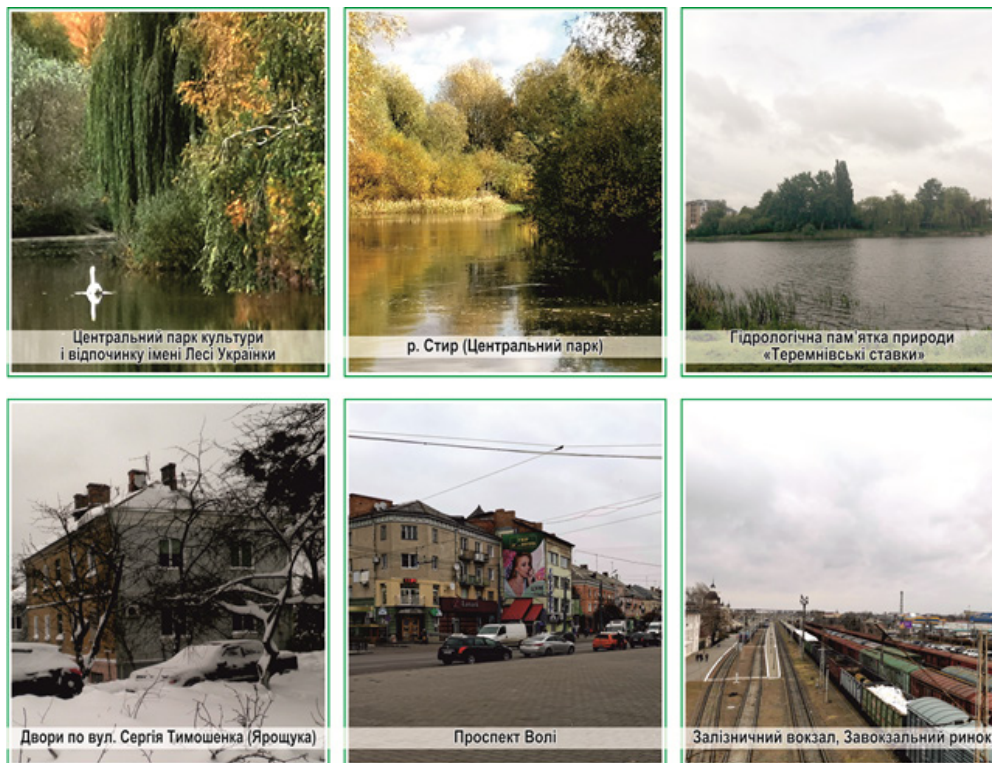 Центральний парк культури
і відпочинку імені Лесі Українки
р. Стир (Центральний парк)
Гідрологічна пам’ятка природи
«Теремнівські ставки»
Двори по вул. Сергія Тимошенка (Ярощука)
Проспект Волі
Залізничний вокзал, Завокзальний ринок